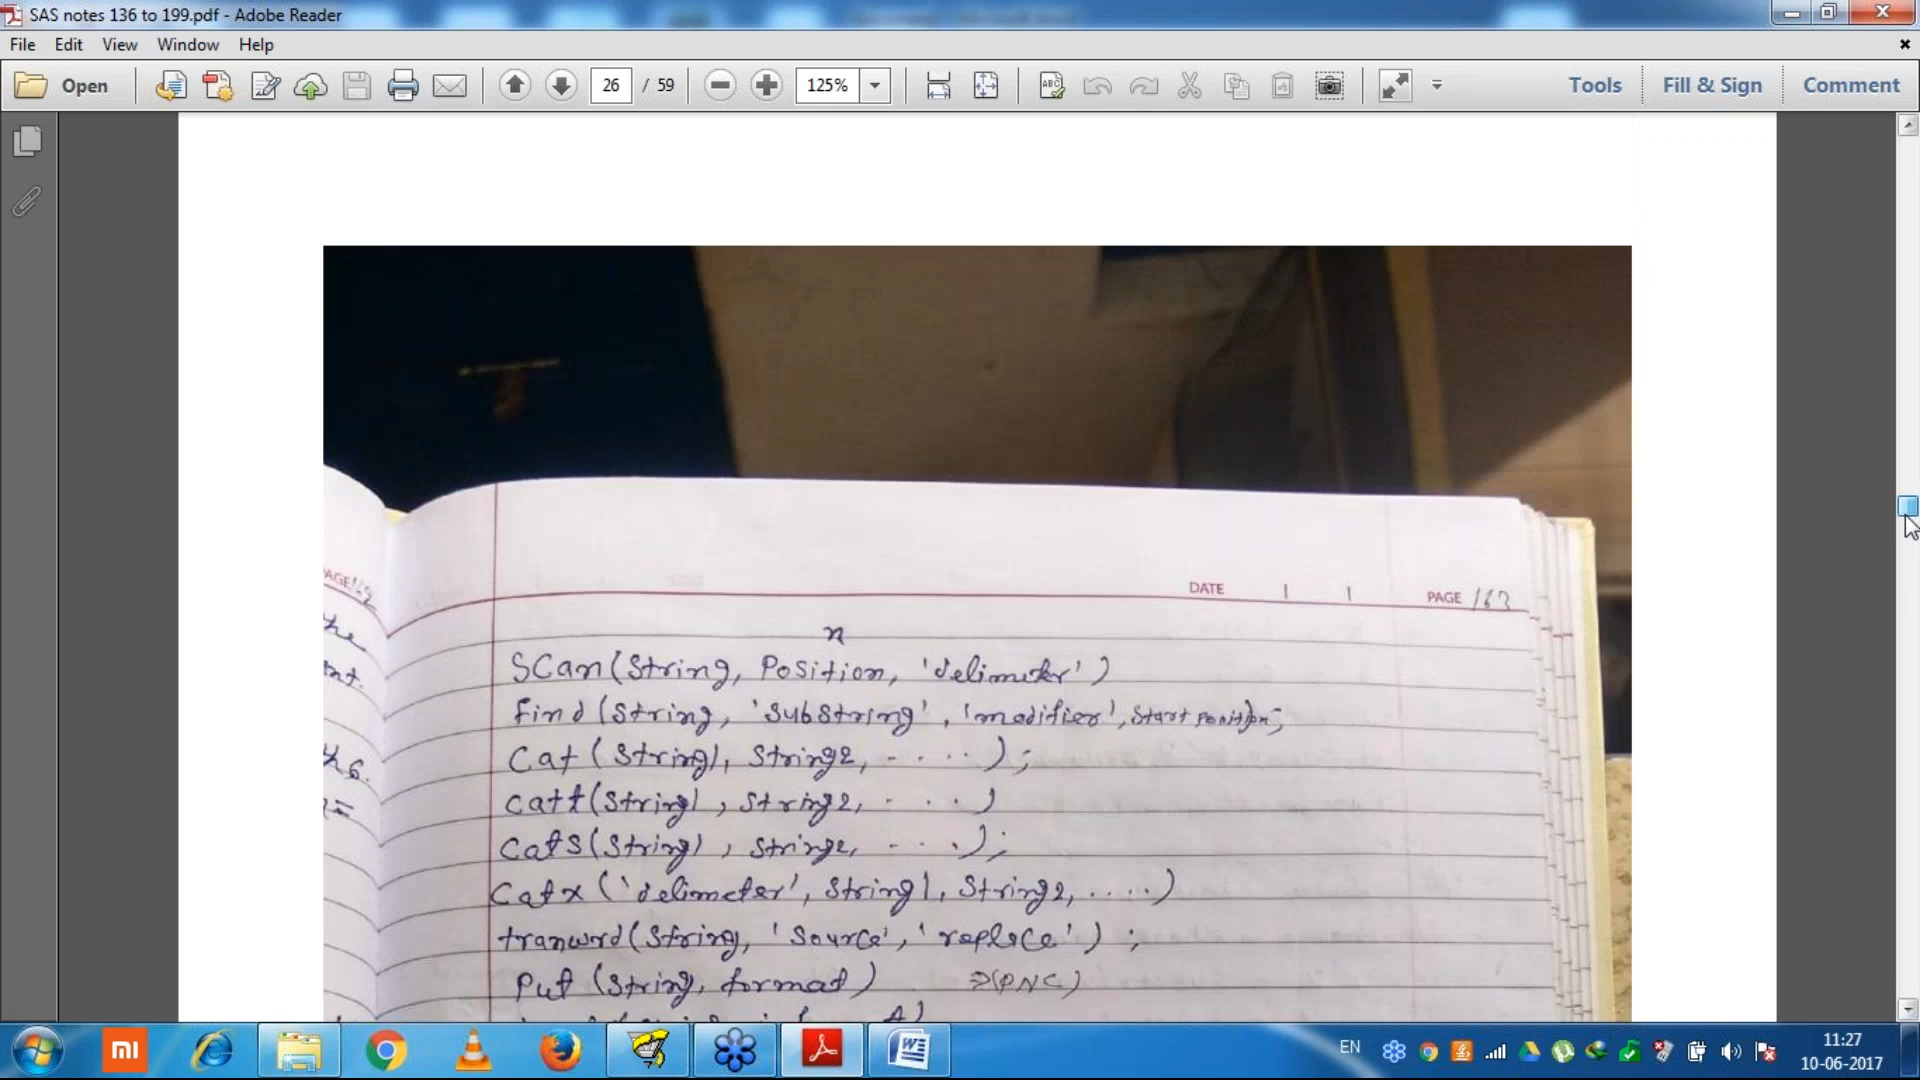 SAS notes 136 to 199.pdf - Adobe Reader
File Edit View Window Help
Open 26 / 59 125% Tools Fill & Sign Comment
DATE PAGE 163
n
SCan(String, Position, 'delimeter')
find(String, 'SubString', 'modifier', Start Position;
Cat (String1, String2, - . . . . );
catt(String1, String2, . . . . )
CatS(String1, String2, - . . . );
Catx ('delimeter', String1, String2, . . . . . )
tranwrd(String, 'Source', 'replace') ;
Put (String, format) =>(PNC)
EN 11:27
10-06-2017